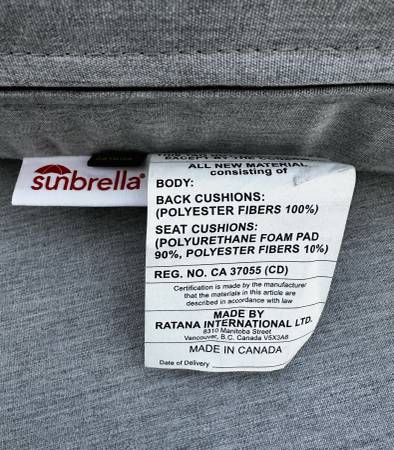 EXCEPT BY THE
ALL NEW MATERIAL
consisting of
sunbrella®
BODY:
BACK CUSHIONS:
(POLYESTER FIBERS 100%)
SEAT CUSHIONS:
(POLYURETHANE FOAM PAD
90%, POLYESTER FIBERS 10%)
REG. NO. CA 37055 (CD)
Certification is made by the manufacturer
that the materials in this article are
described in accordance with law
MADE BY
RATANA INTERNATIONAL LTD.
8310 Manitoba Street
Vancouver, B.C. Canada V5X3A6
MADE IN CANADA
Date of Delivery